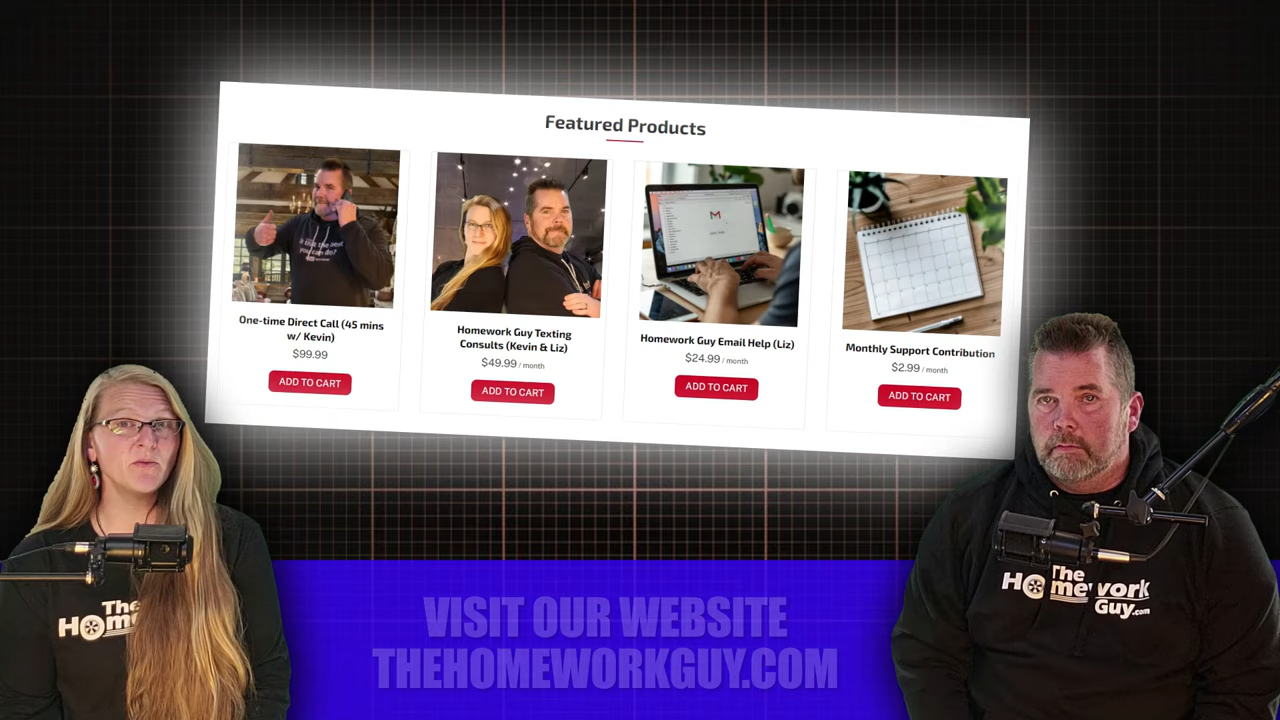 Featured Products
One-time Direct Call (45 mins
w/ Kevin)
$99.99
ADD TO CART
Homework Guy Texting
Consults (Kevin & Liz)
$49.99 / month
ADD TO CART
Homework Guy Email Help (Liz)
$24.99 / month
ADD TO CART
Monthly Support Contribution
$2.99 / month
ADD TO CART
The
Home
The
Homework
Guy.com
VISIT OUR WEBSITE
THEHOMEWORKGUY.COM